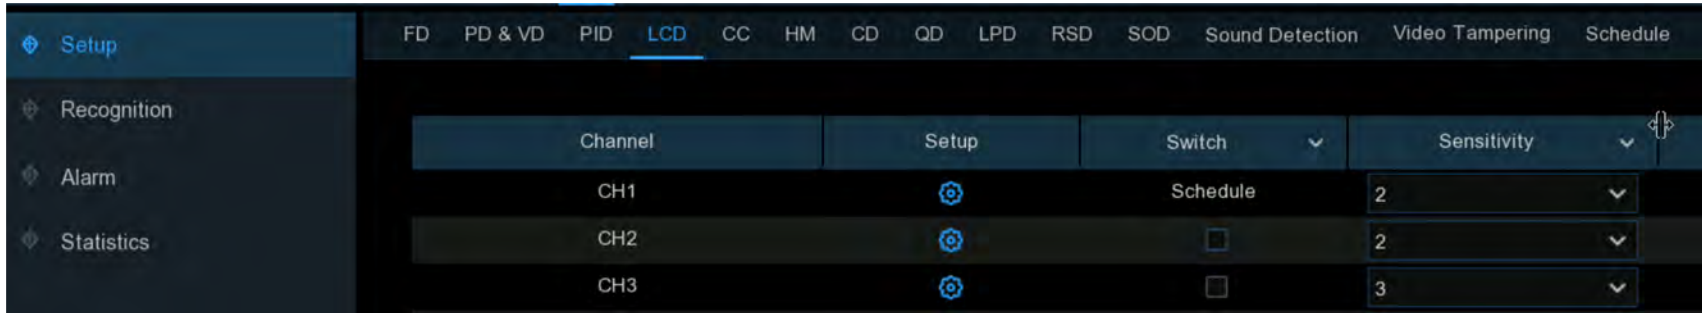 Setup
FD PD & VD PID LCD CC HM CD QD LPD RSD SOD Sound Detection Video Tampering Schedule
Recognition
Alarm
Statistics
Channel Setup Switch Sensitivity
CH1 Schedule 2
CH2 2
CH3 3